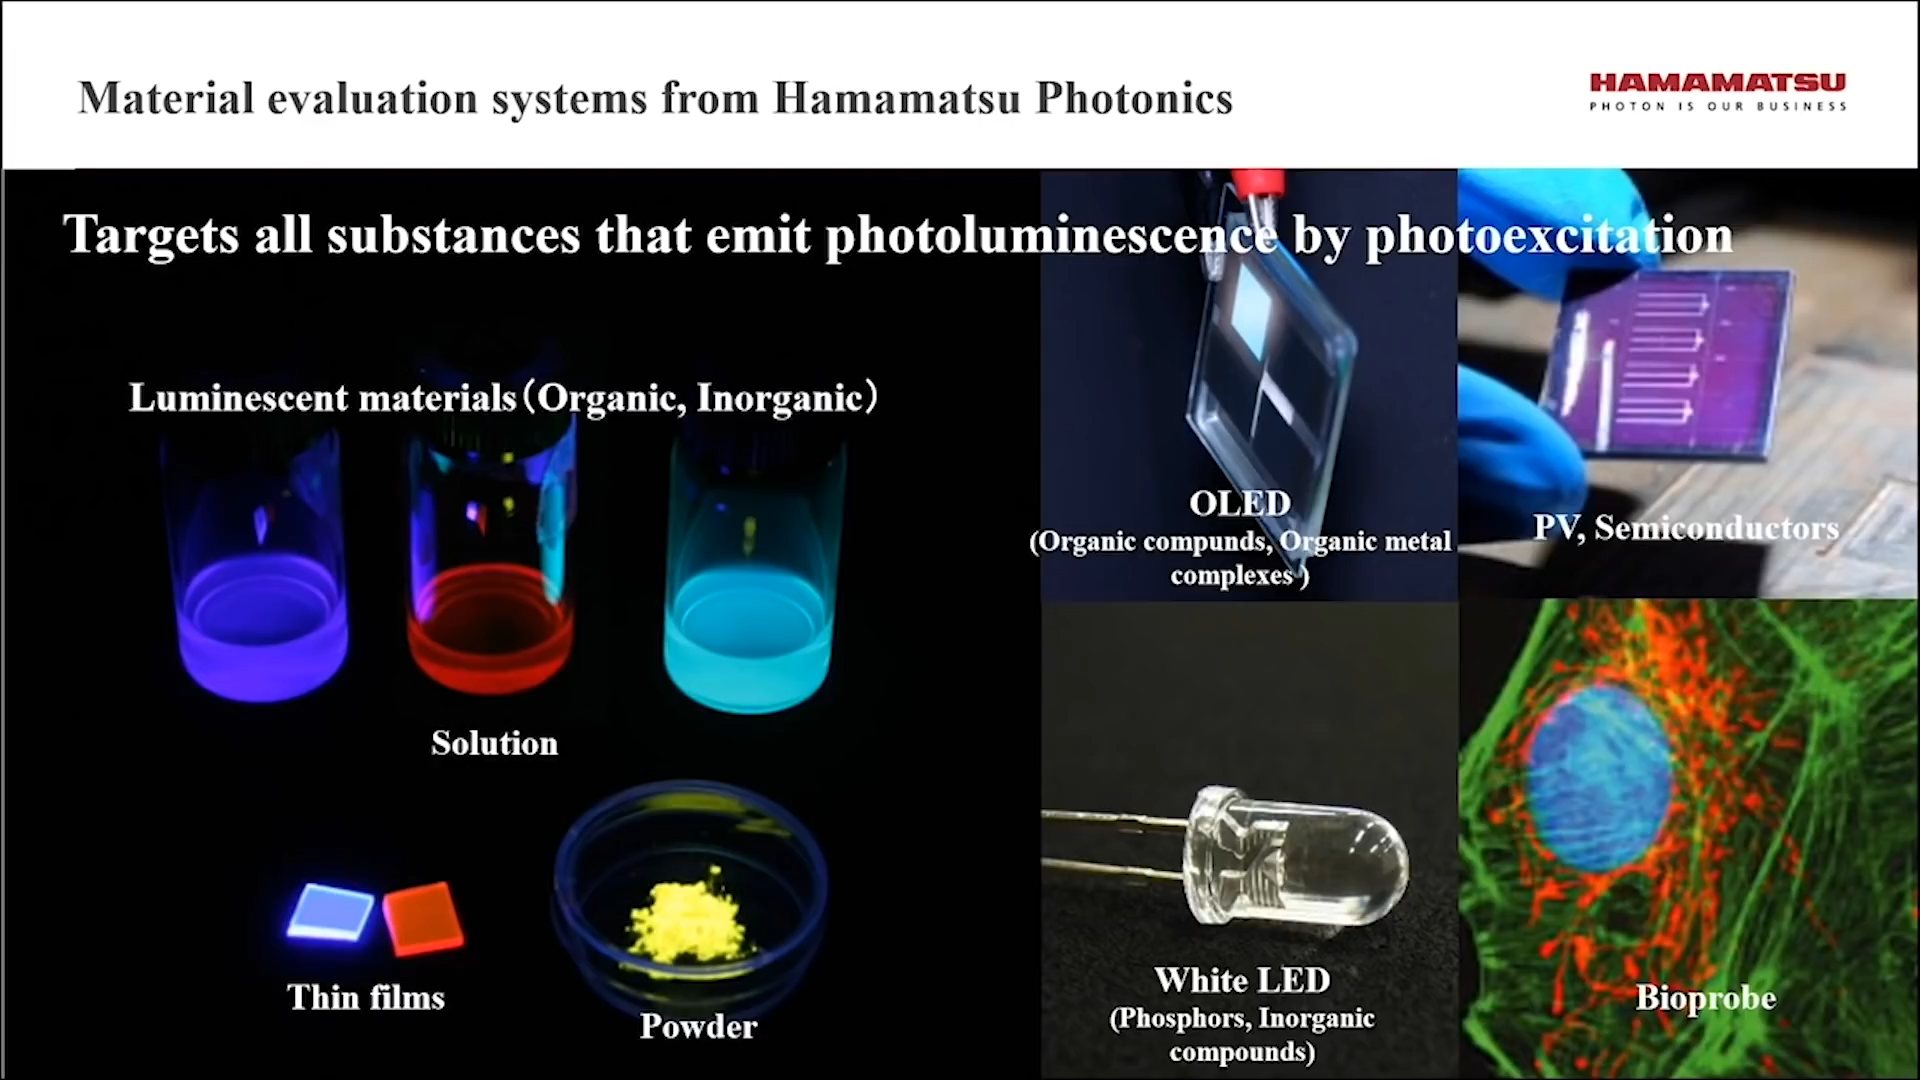 Material evaluation systems from Hamamatsu Photonics
HAMAMATSU
PHOTON IS OUR BUSINESS
Targets all substances that emit photoluminescence by photoexcitation
Luminescent materials（Organic, Inorganic）
Solution
Thin films
Powder
OLED
(Organic compunds, Organic metal
complexes )
PV, Semiconductors
White LED
(Phosphors, Inorganic
compounds)
Bioprobe